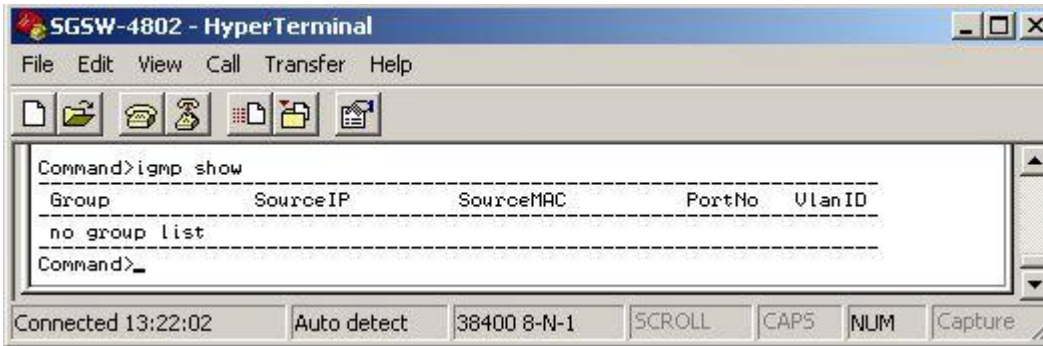 SGSW-4802 - HyperTerminal
File Edit View Call Transfer Help
Command>igmp show
Group SourceIP SourceMAC PortNo VlanID
no group list
Command>_
Connected 13:22:02 Auto detect 38400 8-N-1 SCROLL CAPS NUM Capture